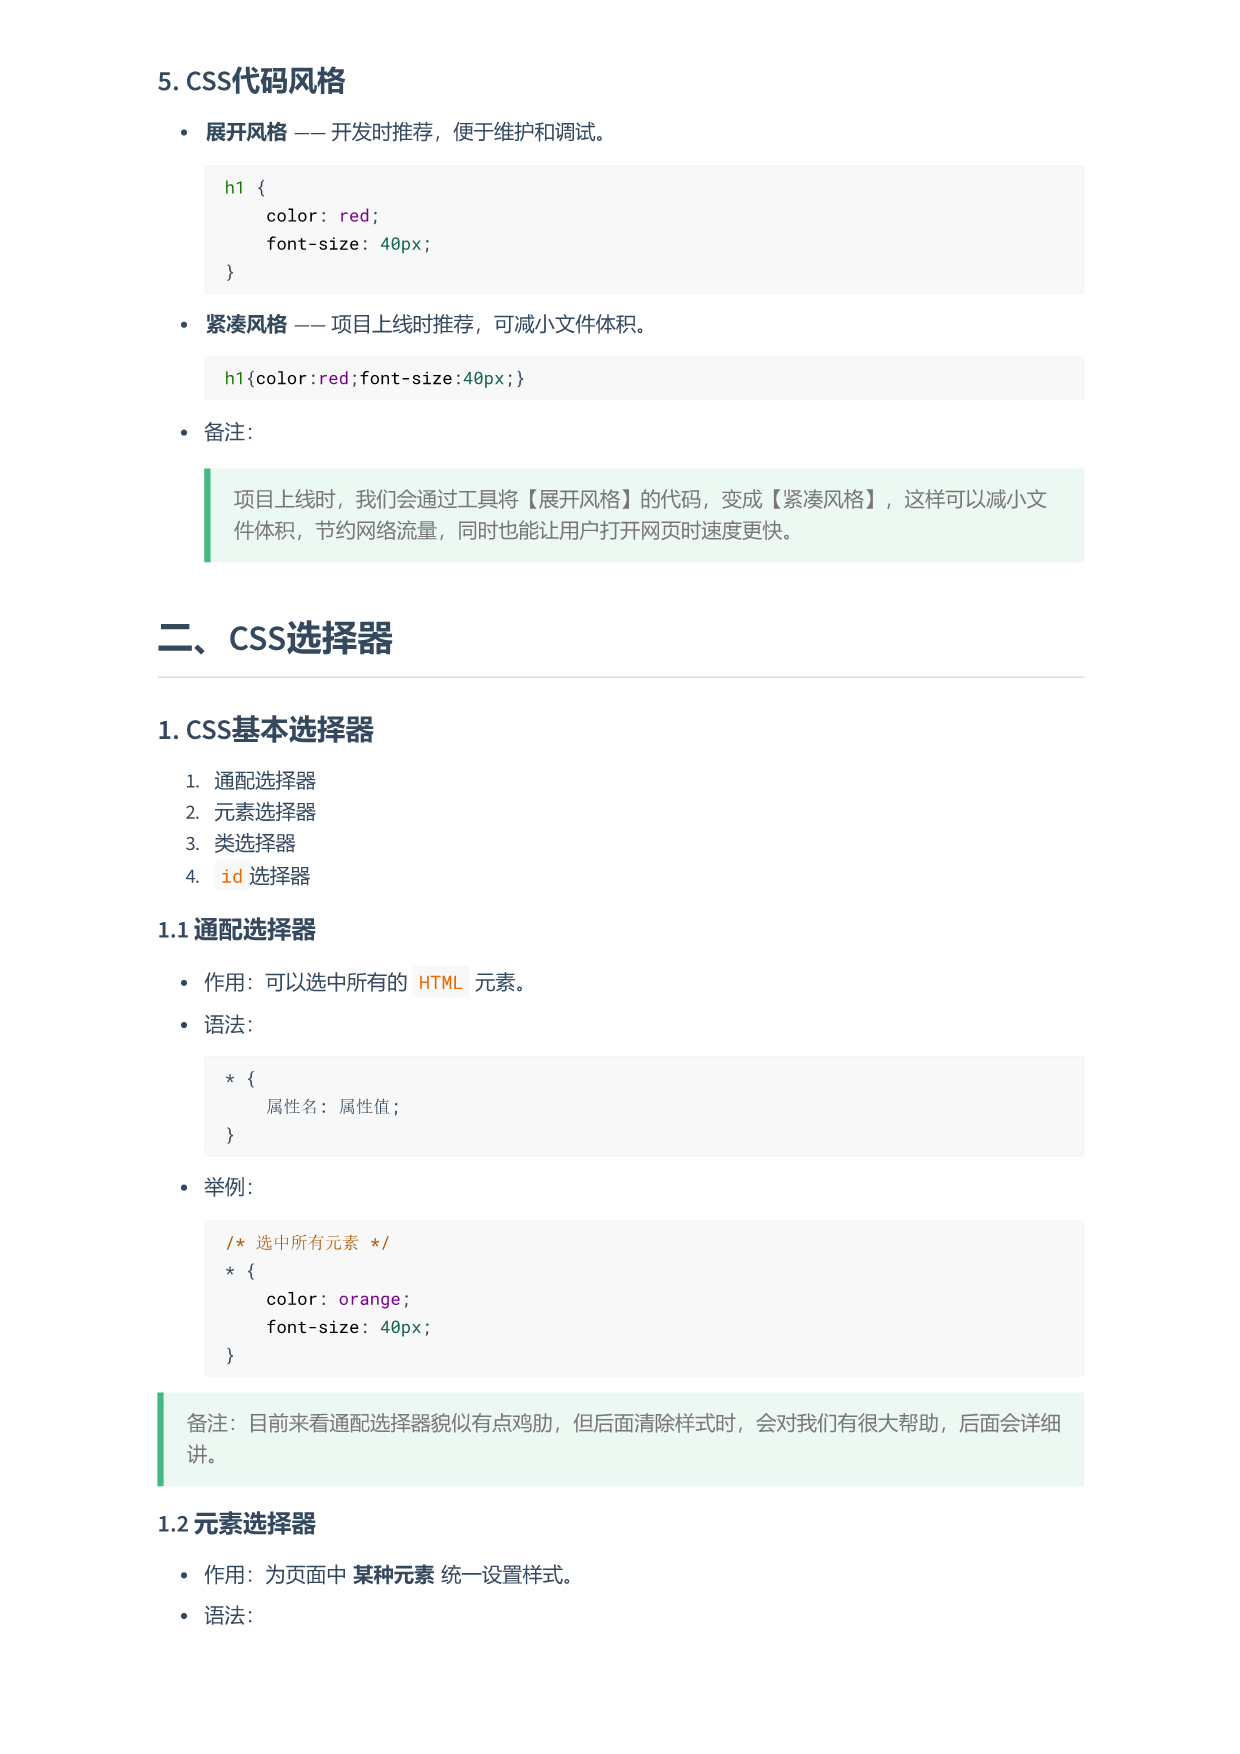 5. CSS代码风格
• 展开风格 —— 开发时推荐，便于维护和调试。
h1 {
    color: red;
    font-size: 40px;
}
• 紧凑风格 —— 项目上线时推荐，可减小文件体积。
h1{color:red;font-size:40px;}
• 备注：
项目上线时，我们会通过工具将【展开风格】的代码，变成【紧凑风格】，这样可以减小文
件体积，节约网络流量，同时也能让用户打开网页时速度更快。
二、CSS选择器
1. CSS基本选择器
1. 通配选择器
2. 元素选择器
3. 类选择器
4. id选择器
1.1 通配选择器
• 作用：可以选中所有的 HTML 元素。
• 语法：
* {
    属性名: 属性值;
}
• 举例：
/* 选中所有元素 */
* {
    color: orange;
    font-size: 40px;
}
备注：目前来看通配选择器貌似有点鸡肋，但后面清除样式时，会对我们有很大帮助，后面会详细
讲。
1.2 元素选择器
• 作用：为页面中 某种元素 统一设置样式。
• 语法：